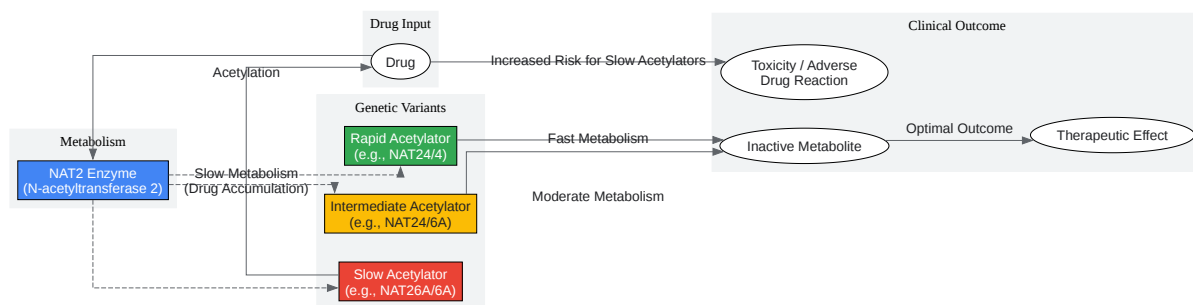 Drug Input
Clinical Outcome
Drug
Acetylation
Increased Risk for Slow Acetylators
Toxicity / Adverse
Drug Reaction
Genetic Variants
Metabolism
Rapid Acetylator
(e.g., NAT24/4)
Fast Metabolism
Inactive Metabolite
Optimal Outcome
Therapeutic Effect
NAT2 Enzyme
(N-acetyltransferase 2)
Slow Metabolism
(Drug Accumulation)
Intermediate Acetylator
(e.g., NAT24/6A)
Moderate Metabolism
Slow Acetylator
(e.g., NAT26A/6A)